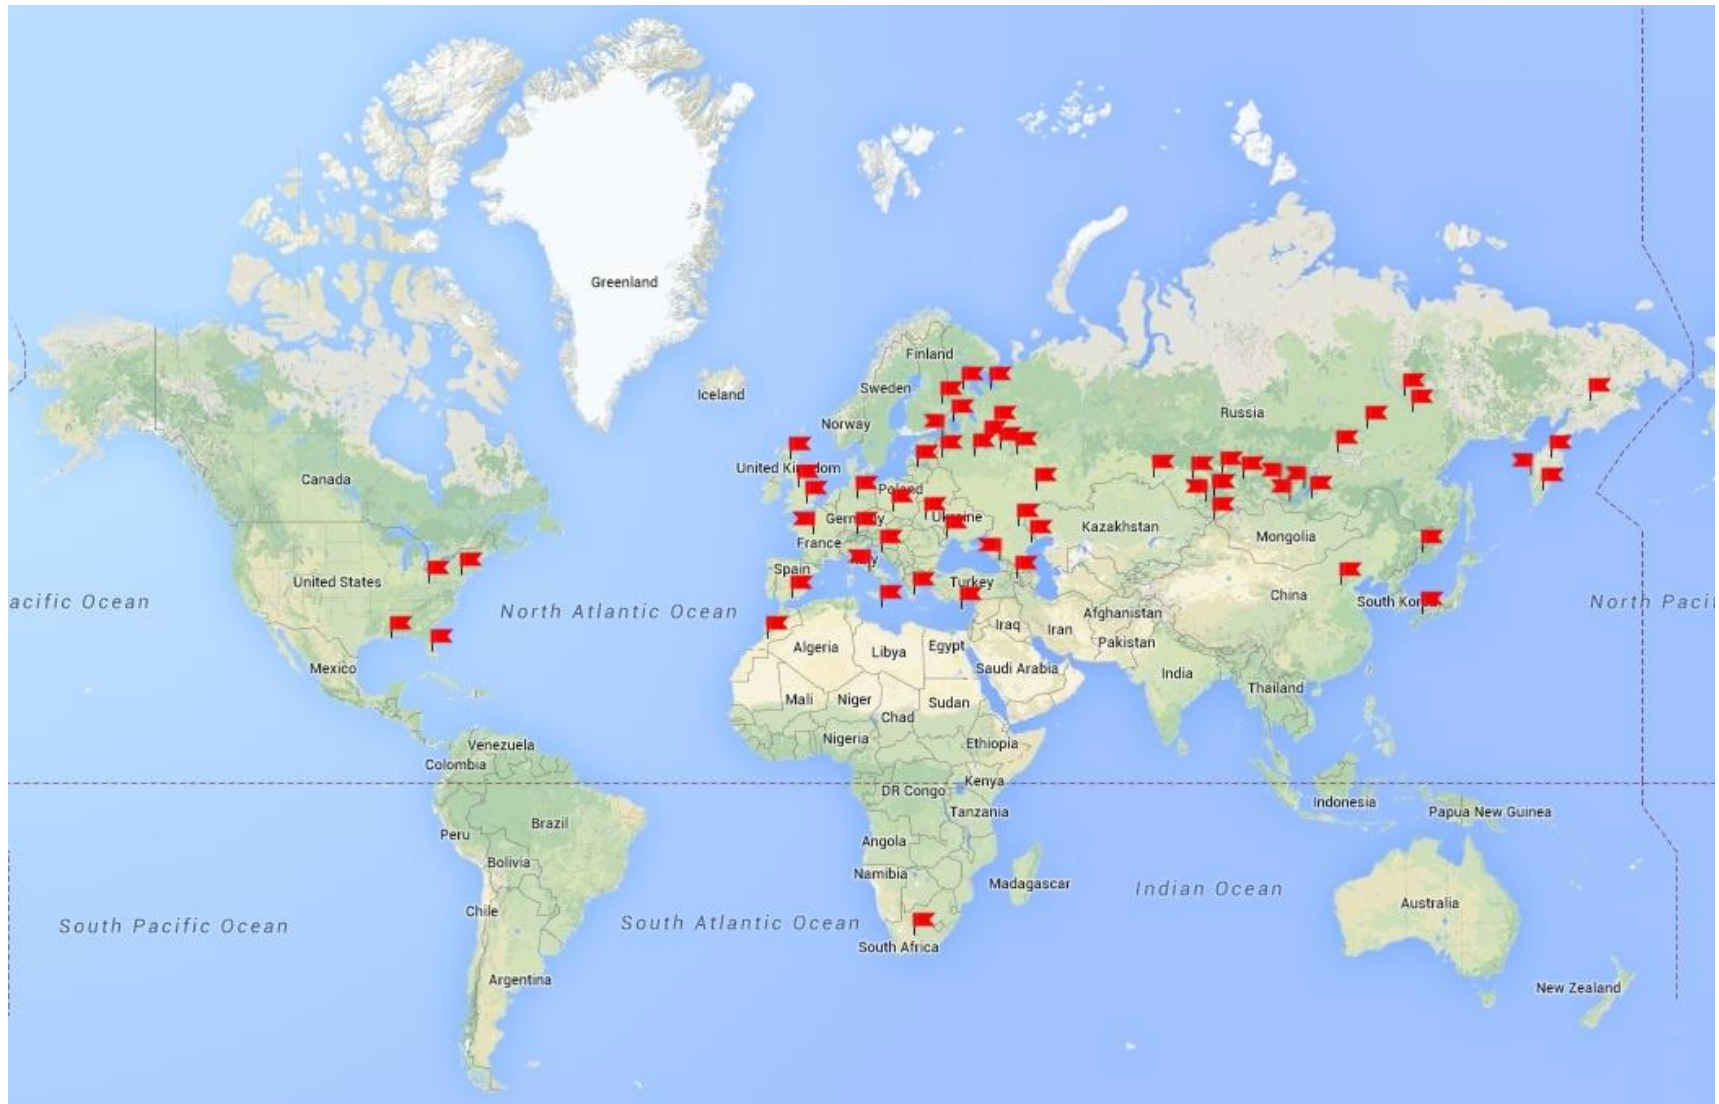 Greenland
Finland
Iceland
Sweden
Russia
Norway
United Kingdom
Canada
Poland
Germany
Ukraine
Kazakhstan
Mongolia
France
Italy
Spain
Turkey
United States
China
acific Ocean
North Atlantic Ocean
South Korea
North Pacif
Afghanistan
Iraq
Iran
Algeria
Libya
Egypt
Pakistan
Mexico
Saudi Arabia
India
Thailand
Mali
Niger
Sudan
Chad
Nigeria
Ethiopia
Venezuela
Colombia
Kenya
DR Congo
Indonesia
Tanzania
Papua New Guinea
Brazil
Peru
Angola
Bolivia
Namibia
Madagascar
Indian Ocean
Australia
Chile
South Pacific Ocean
South Atlantic Ocean
South Africa
Argentina
New Zealand